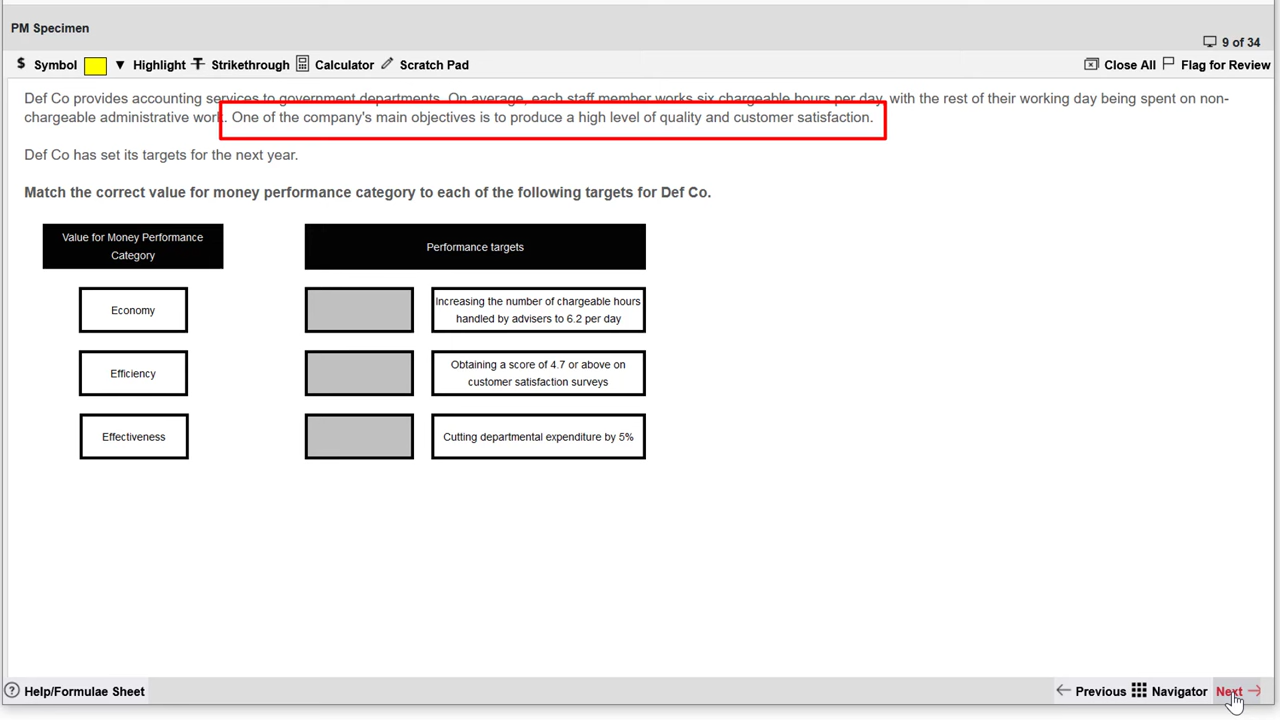 PM Specimen
9 of 34
$ Symbol ▼ Highlight Strikethrough Calculator Scratch Pad Close All Flag for Review
Def Co provides accounting services to government departments. On average, each staff member works six chargeable hours per day, with the rest of their working day being spent on non-
chargeable administrative work. One of the company's main objectives is to produce a high level of quality and customer satisfaction.
Def Co has set its targets for the next year.
Match the correct value for money performance category to each of the following targets for Def Co.
Value for Money Performance
Category
Performance targets
Economy
Increasing the number of chargeable hours
handled by advisers to 6.2 per day
Efficiency
Obtaining a score of 4.7 or above on
customer satisfaction surveys
Effectiveness
Cutting departmental expenditure by 5%
? Help/Formulae Sheet
Previous Navigator Next